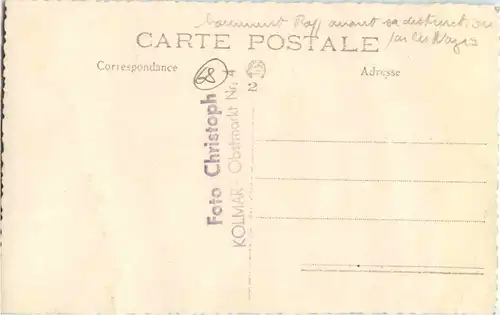 monument Rapp avant sa destruction
par les Nazis
CARTE POSTALE
Correspondance
Adresse
68
Foto Christoph
KOLMAR Obstmarkt Nr. 4
2